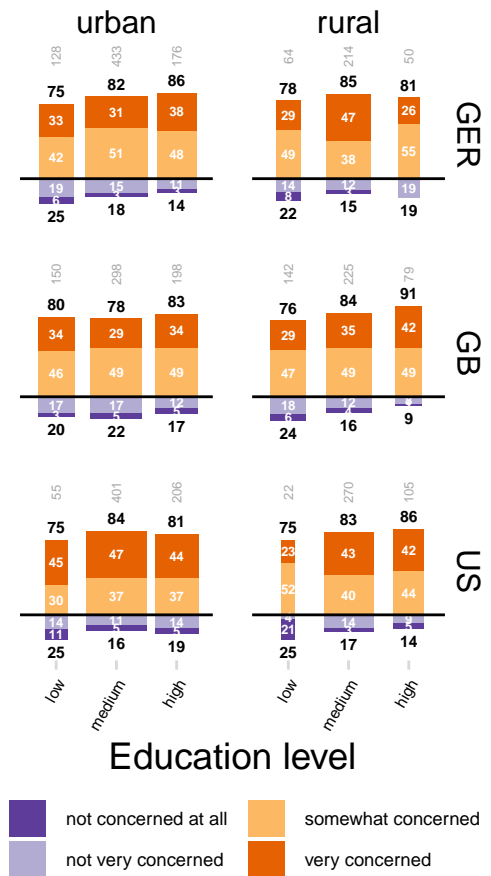 urban rural
128 433 176 64 214 50
75 82 86 78 85 81
33 31 38 29 47 26
42 51 48 49 38 55
19 15 11 14 12 19
6 3 3 8 3
25 18 14 22 15 19
GER
150 298 198 142 225 79
80 78 83 76 84 91
34 29 34 29 35 42
46 49 49 47 49 49
17 17 12 18 12
3 5 5 6 4
20 22 17 24 16 9
GB
55 401 206 22 270 105
75 84 81 75 83 86
45 47 44 23 43 42
30 37 37 52 40 44
14 11 14 4 14 9
11 5 5 21 3 5
25 16 19 25 17 14
US
low medium high low medium high
Education level
not concerned at all somewhat concerned
not very concerned very concerned